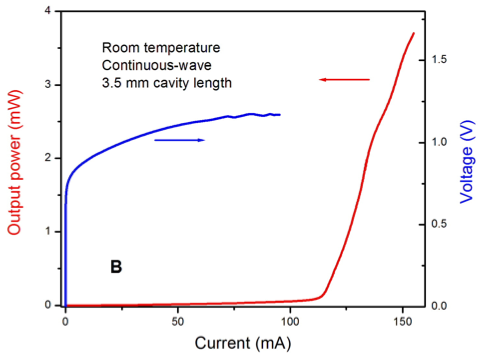 4
3
2
1
0
Output power (mW)
Room temperature
Continuous-wave
3.5 mm cavity length
B
1.5
1.0
0.5
0.0
Voltage (V)
0 50 100 150
Current (mA)